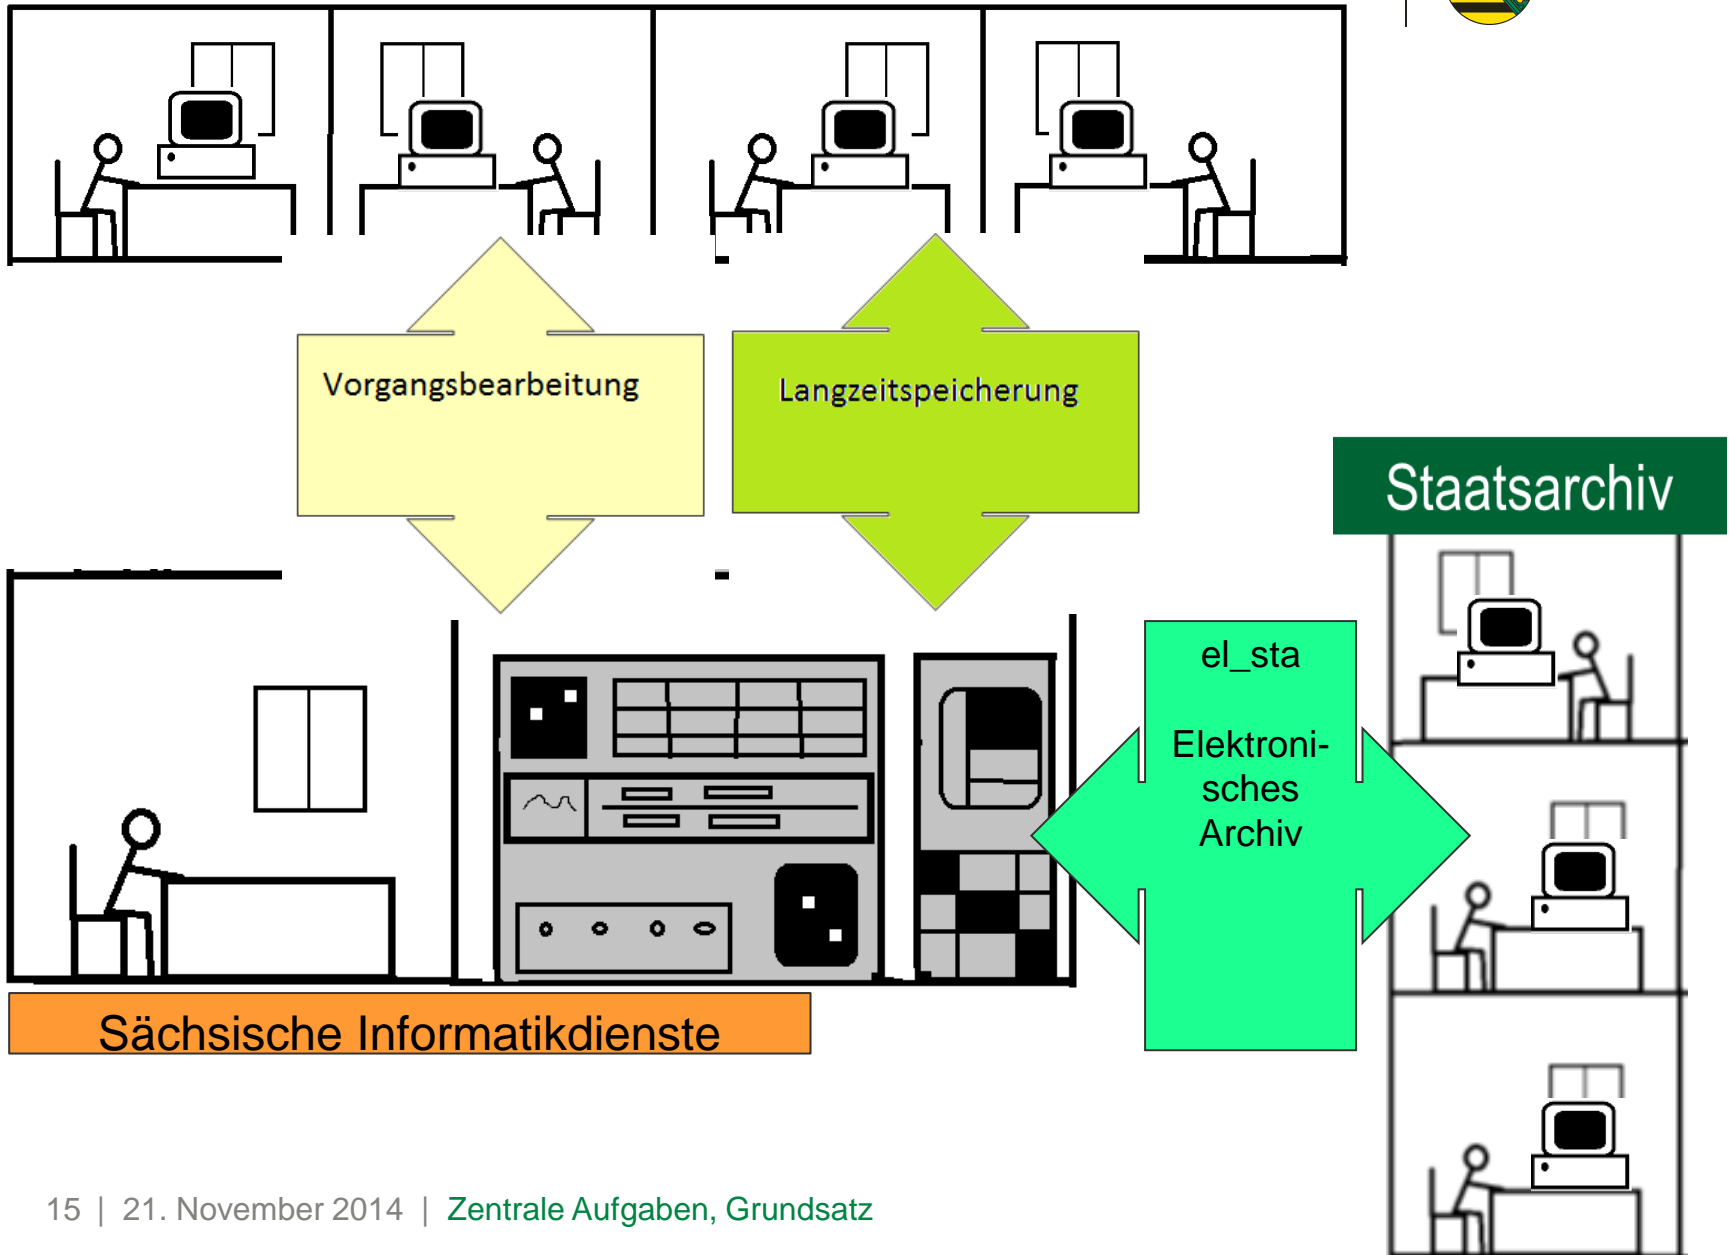 Vorgangsbearbeitung
Langzeitspeicherung
Staatsarchiv
el_sta
Elektroni-
sches
Archiv
Sächsische Informatikdienste
15 | 21. November 2014 | Zentrale Aufgaben, Grundsatz